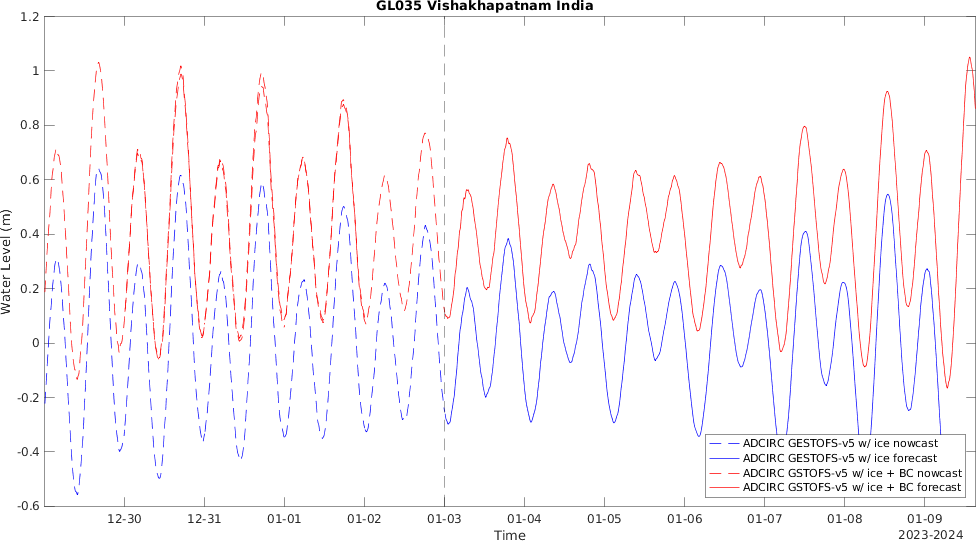 GL035 Vishakhapatnam India
1.2
1
0.8
0.6
0.4
0.2
0
-0.2
-0.4
-0.6
Water Level (m)
ADCIRC GESTOFS-v5 w/ ice nowcast
ADCIRC GESTOFS-v5 w/ ice forecast
ADCIRC GSTOFS-v5 w/ ice + BC nowcast
ADCIRC GSTOFS-v5 w/ ice + BC forecast
12-30 12-31 01-01 01-02 01-03 01-04 01-05 01-06 01-07 01-08 01-09
Time
2023-2024